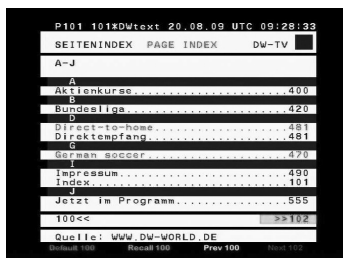 P101 101*DWtext 20.08.09 UTC 09:28:33
SEITENINDEX PAGE INDEX DW-TV
A-J
A
Aktienkurse..................400
B
Bundesliga...................420
D
Direct-to-home...............481
Direktempfang................481
G
German soccer................470
I
Impressum....................490
Index........................101
J
Jetzt im Programm............555
100<< >>102
Quelle: WWW.DW-WORLD.DE
Default 100 Recall 100 Prev 100 Next 102